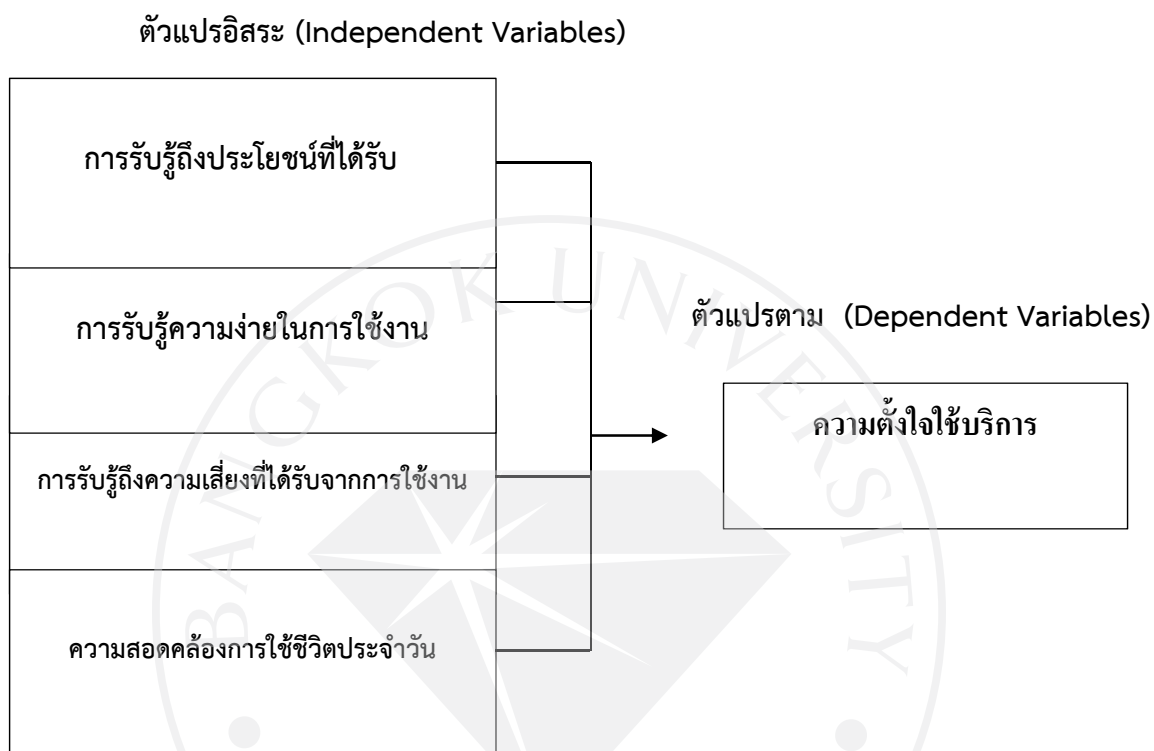 ตัวแปรอิสระ (Independent Variables)
การรับรู้ถึงประโยชน์ที่ได้รับ
การรับรู้ความง่ายในการใช้งาน
การรับรู้ถึงความเสี่ยงที่ได้รับจากการใช้งาน
ความสอดคล้องการใช้ชีวิตประจำวัน
ตัวแปรตาม (Dependent Variables)
ความตั้งใจใช้บริการ
BANGKOK UNIVERSITY